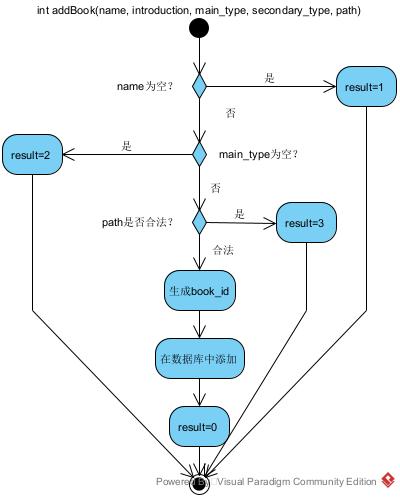 int addBook(name, introduction, main_type, secondary_type, path)
name为空？
是
result=1
否
result=2
是
main_type为空？
否
path是否合法？
是
result=3
合法
生成book_id
在数据库中添加
result=0
Powered By Visual Paradigm Community Edition